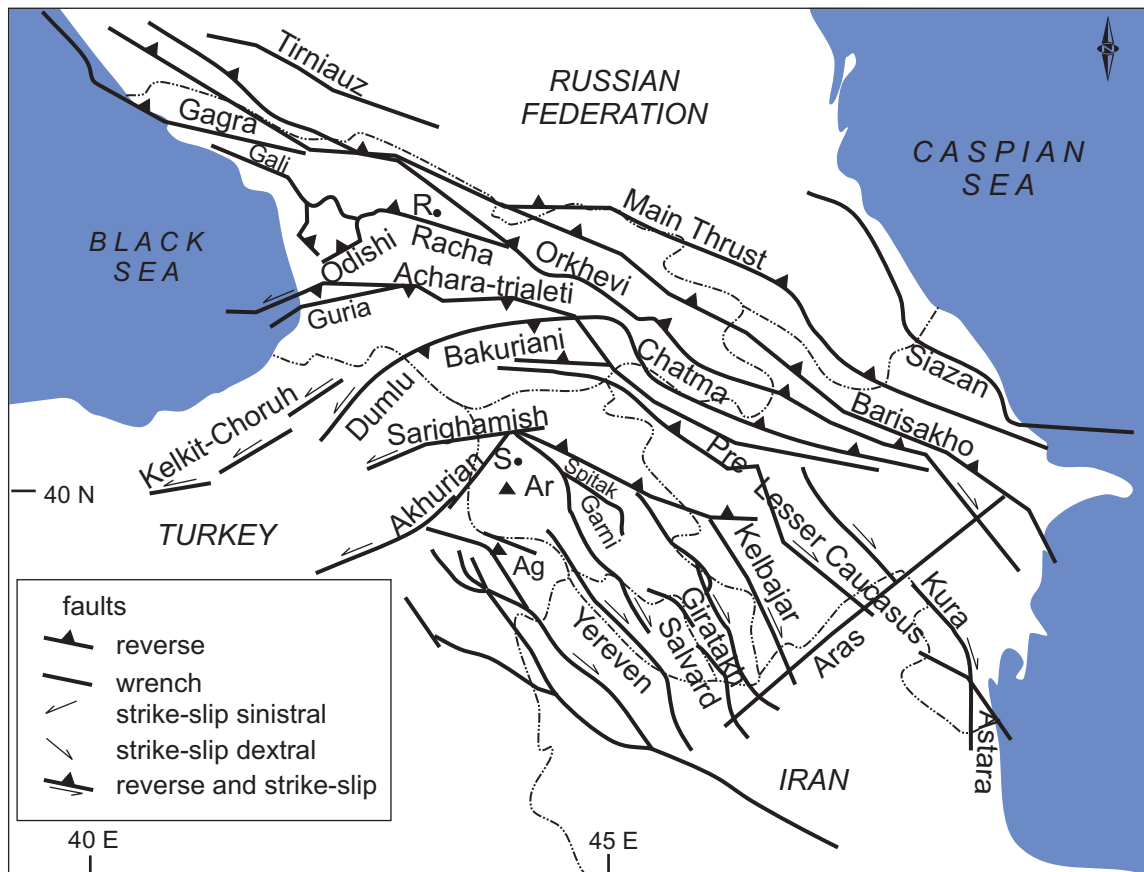 N
Tirniauz
RUSSIAN
FEDERATION
CASPIAN
SEA
Gagra
Gali
R
Main Thrust
BLACK
SEA
Odishi
Racha
Orkhevi
Achara-trialeti
Guria
Bakuriani
Chatma
Siazan
Dumlu
Barisakho
Kelkit-Choruh
Sarighamish
Pre Lesser Caucasus
S
Spitak
40 N
Ar
Akhurian
Garni
TURKEY
Kelbajar
Ag
Kura
Giratakh
Salvard
Yereven
Aras
Astara
IRAN
faults
reverse
wrench
strike-slip sinistral
strike-slip dextral
reverse and strike-slip
40 E
45 E